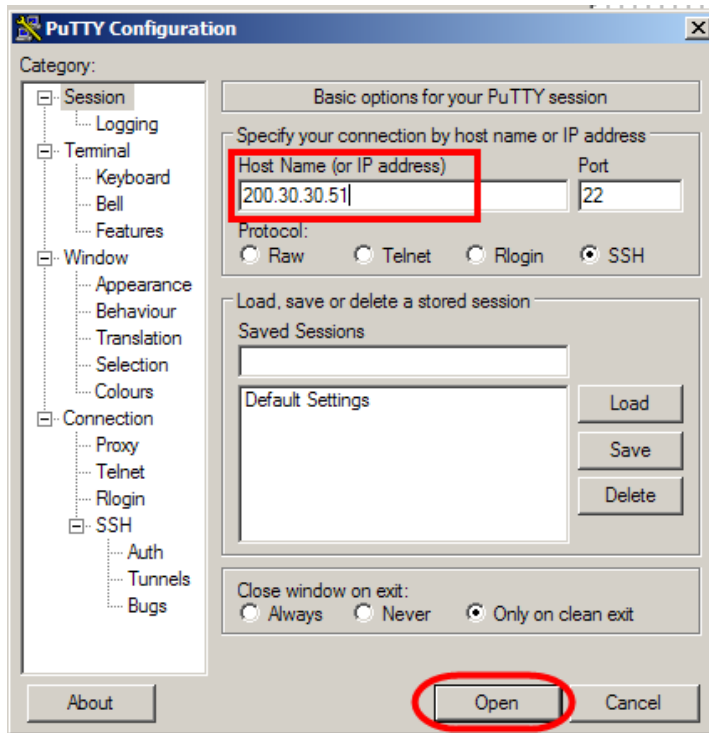 PuTTY Configuration
Category:
Session
Logging
Terminal
Keyboard
Bell
Features
Window
Appearance
Behaviour
Translation
Selection
Colours
Connection
Proxy
Telnet
Rlogin
SSH
Auth
Tunnels
Bugs
Basic options for your PuTTY session
Specify your connection by host name or IP address
Host Name (or IP address) Port
200.30.30.51 22
Protocol:
Raw Telnet Rlogin SSH
Load, save or delete a stored session
Saved Sessions
Default Settings
Load
Save
Delete
Close window on exit:
Always Never Only on clean exit
About Open Cancel